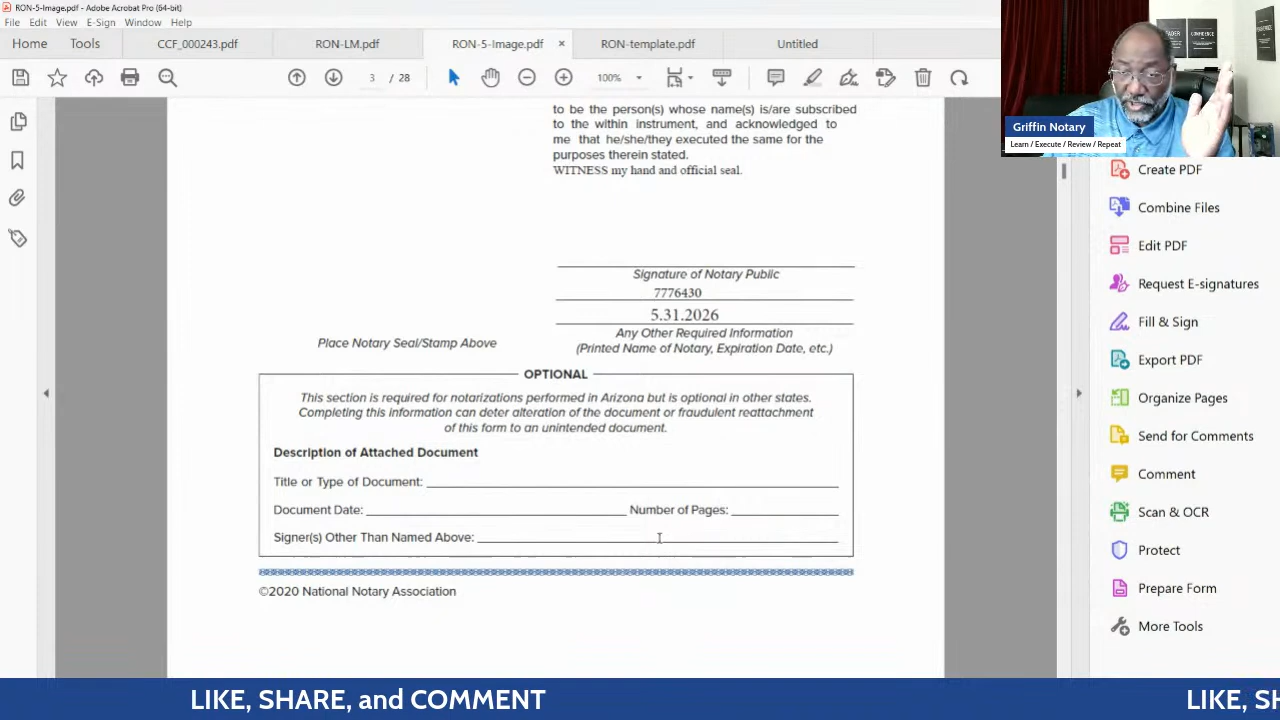 RON-5-Image.pdf - Adobe Acrobat Pro (64-bit)
File Edit View E-Sign Window Help
Home Tools CCF_000243.pdf RON-LM.pdf RON-5-Image.pdf × RON-template.pdf Untitled
3 / 28 100%
to be the person(s) whose name(s) is/are subscribed
to the within instrument, and acknowledged to
me that he/she/they executed the same for the
purposes therein stated.
WITNESS my hand and official seal.
Signature of Notary Public
7776430
5.31.2026
Any Other Required Information
(Printed Name of Notary, Expiration Date, etc.)
Place Notary Seal/Stamp Above
OPTIONAL
This section is required for notarizations performed in Arizona but is optional in other states.
Completing this information can deter alteration of the document or fraudulent reattachment
of this form to an unintended document.
Description of Attached Document
Title or Type of Document:
Document Date: Number of Pages:
Signer(s) Other Than Named Above:
©2020 National Notary Association
Griffin Notary
Learn / Execute / Review / Repeat
Create PDF
Combine Files
Edit PDF
Request E-signatures
Fill & Sign
Export PDF
Organize Pages
Send for Comments
Comment
Scan & OCR
Protect
Prepare Form
More Tools
LIKE, SHARE, and COMMENT LIKE, SH